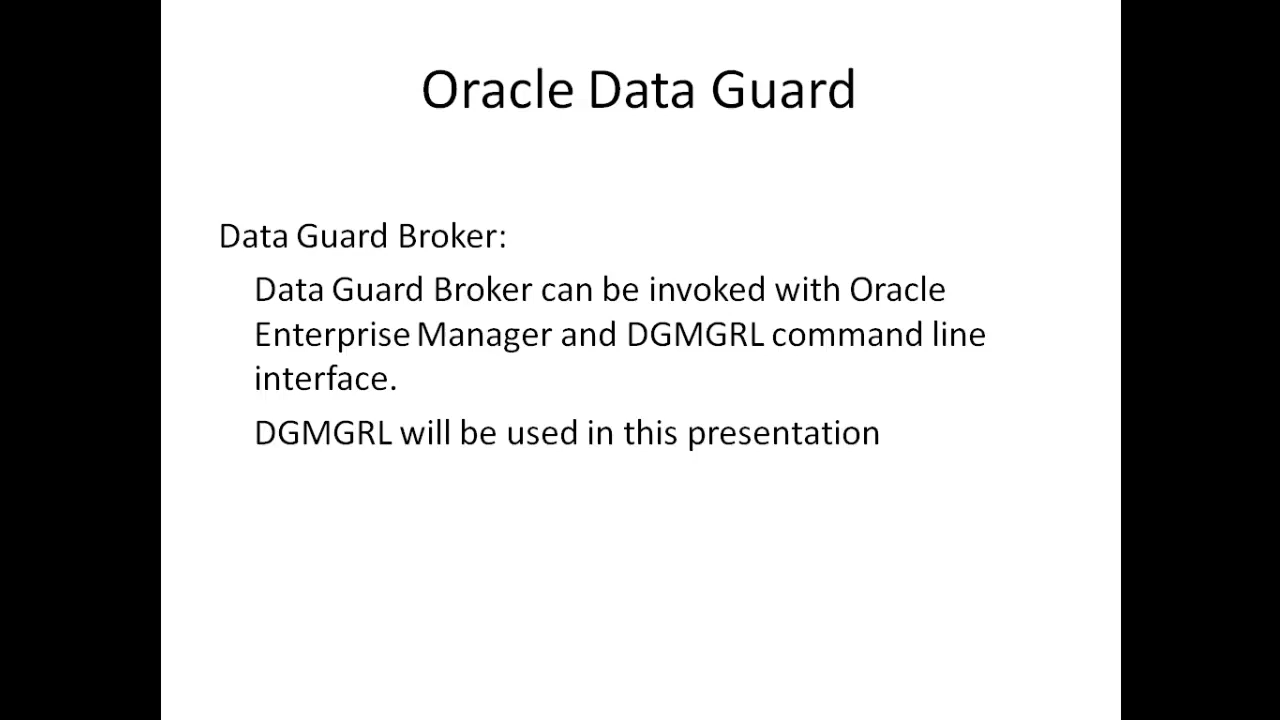 Oracle Data Guard
Data Guard Broker:
Data Guard Broker can be invoked with Oracle
Enterprise Manager and DGMGRL command line
interface.
DGMGRL will be used in this presentation